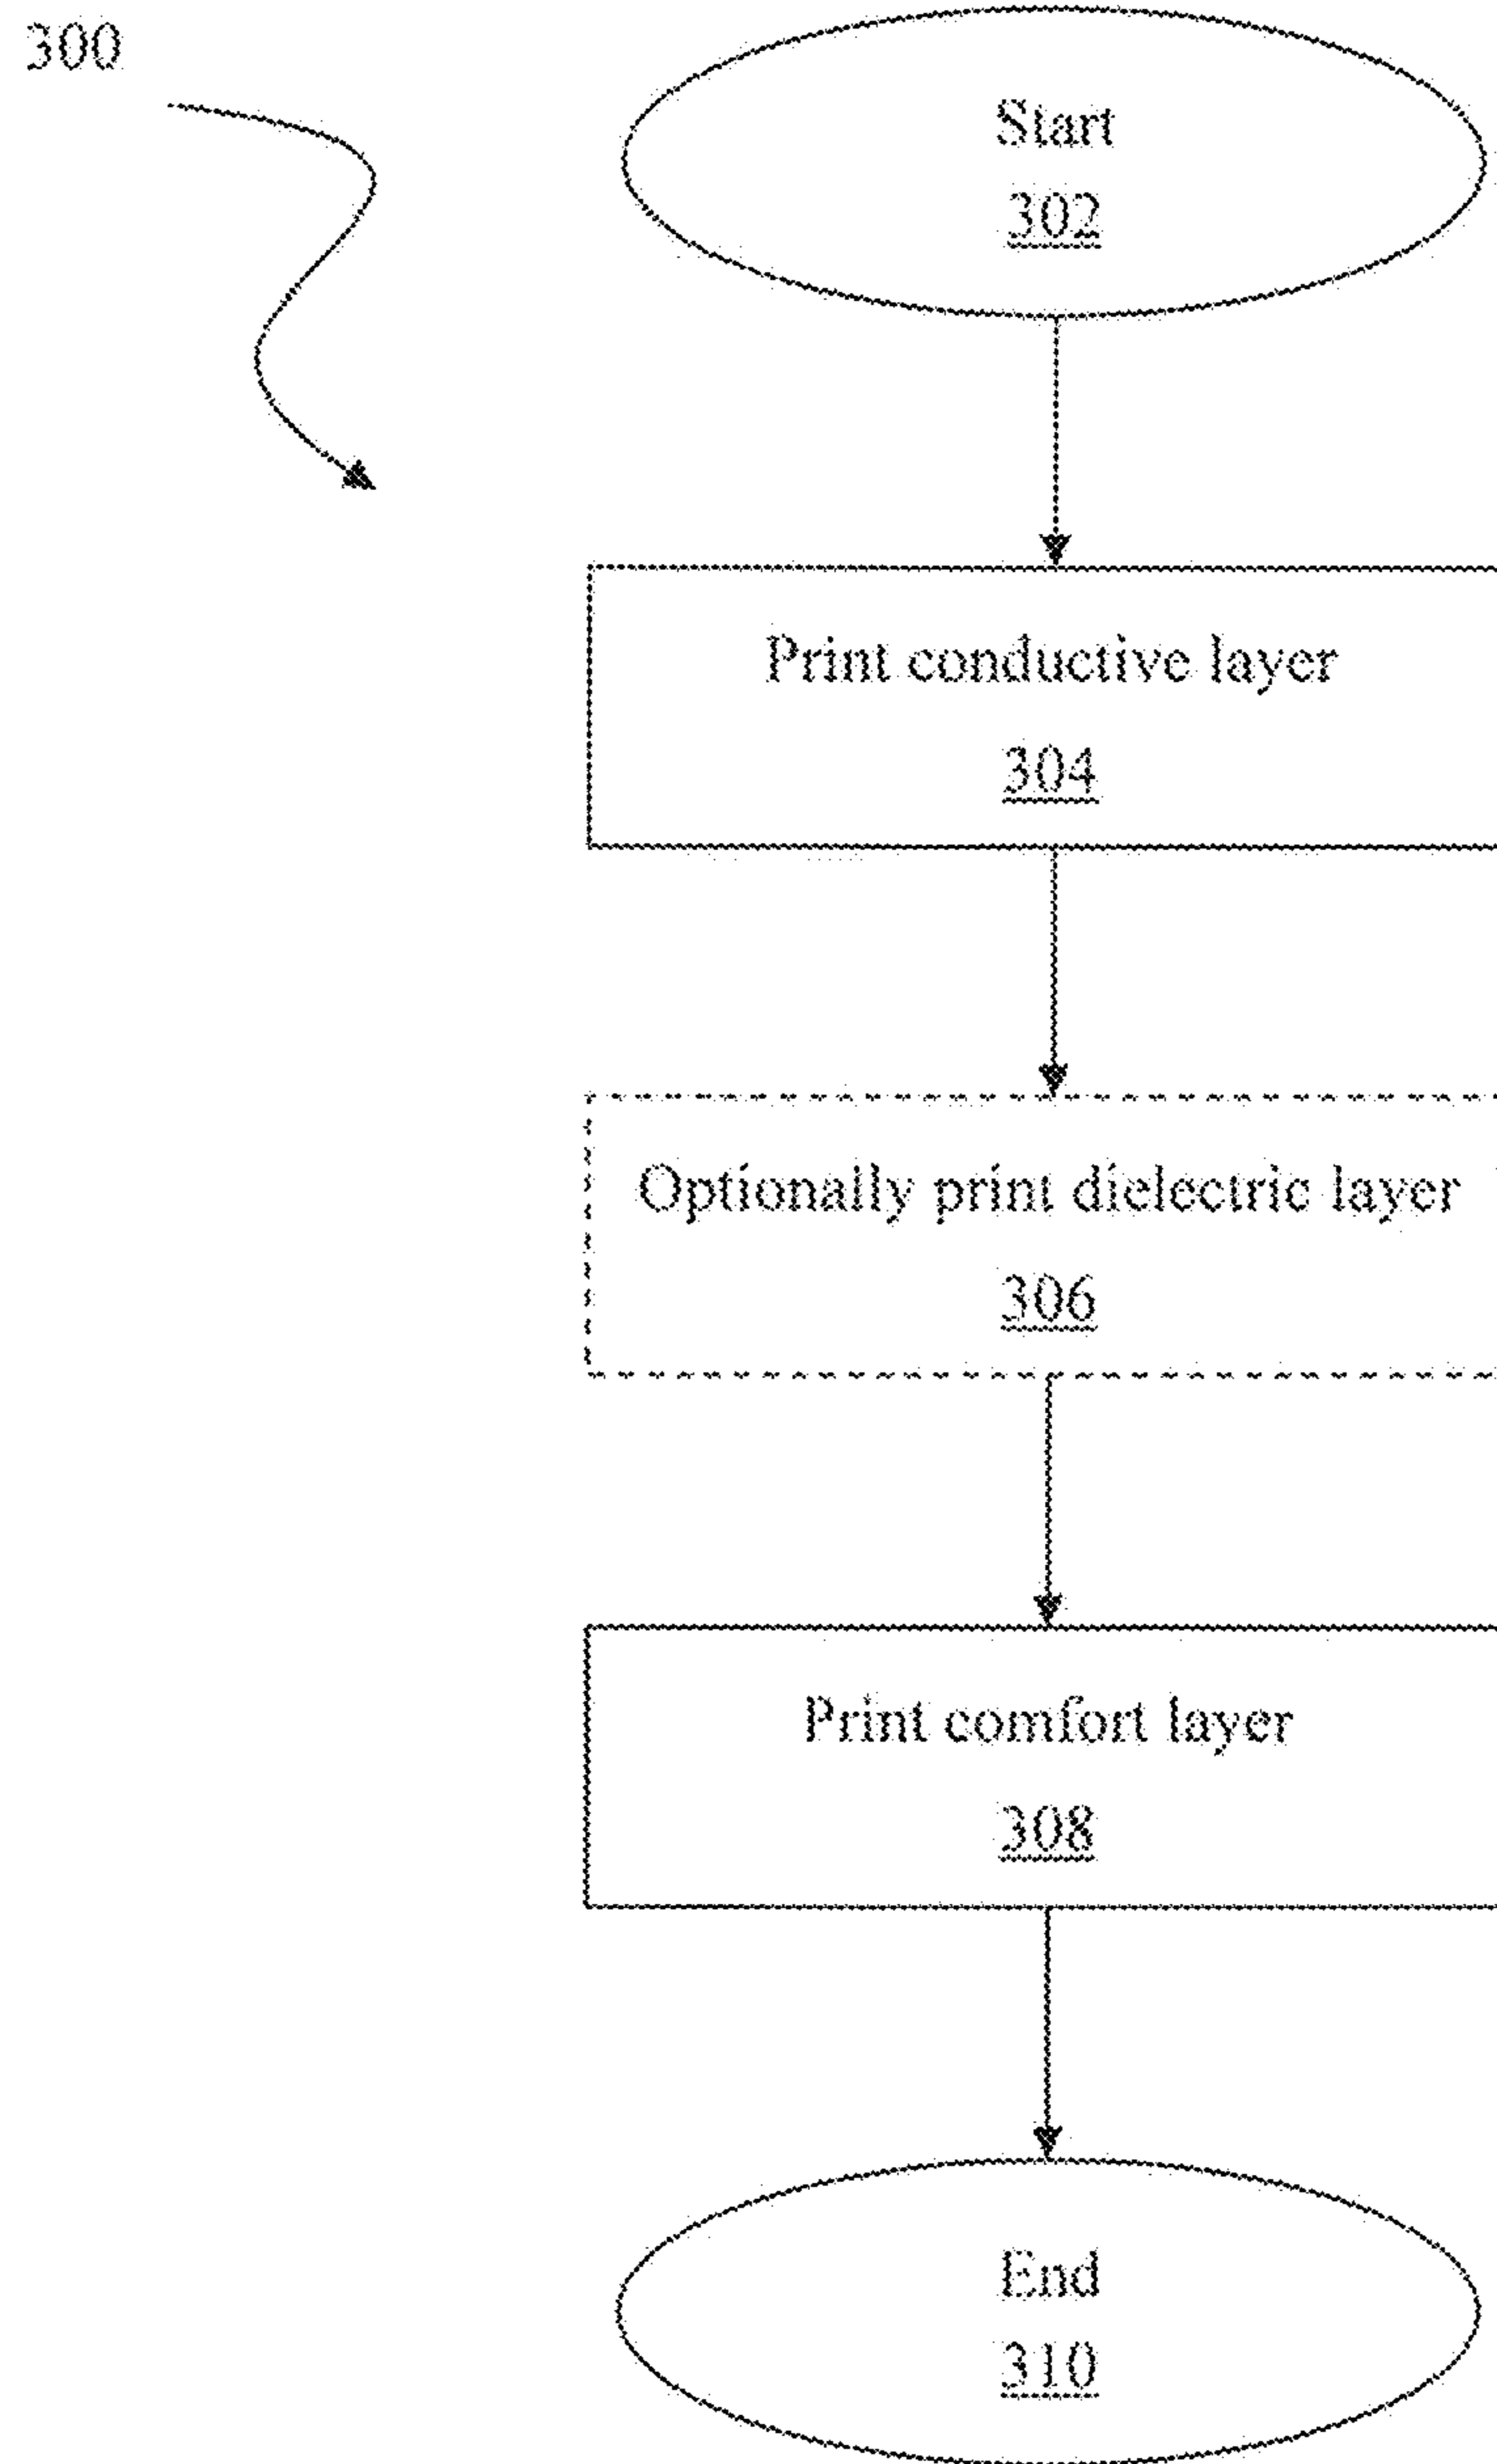 300
Start
302
Print conductive layer
304
Optionally print dielectric layer
306
Print comfort layer
308
End
310